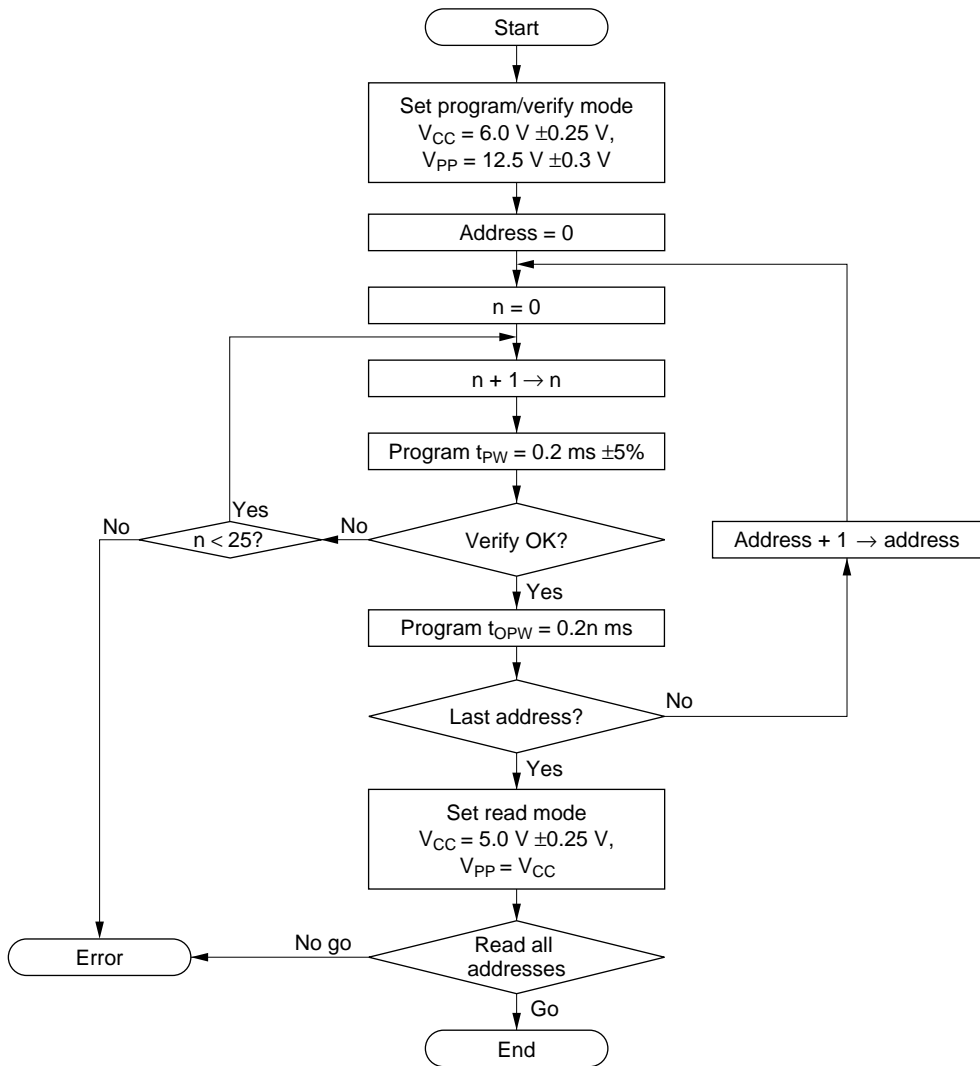 Start
Set program/verify mode
VCC = 6.0 V ±0.25 V,
VPP = 12.5 V ±0.3 V
Address = 0
n = 0
n + 1 → n
Program tPW = 0.2 ms ±5%
No
n < 25?
Yes
No
Verify OK?
Address + 1 → address
Yes
Program tOPW = 0.2n ms
Last address?
No
Yes
Set read mode
VCC = 5.0 V ±0.25 V,
VPP = VCC
Error
No go
Read all
addresses
Go
End